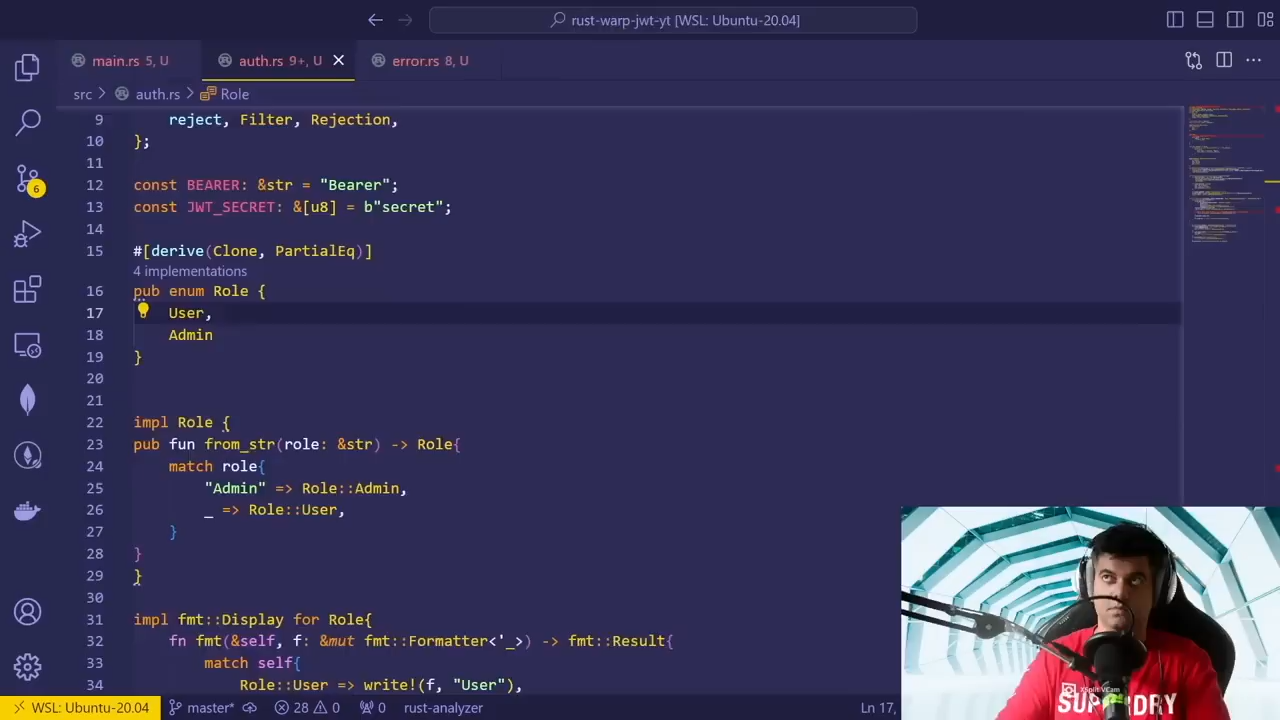 rust-warp-jwt-yt [WSL: Ubuntu-20.04]
main.rs 5, U
auth.rs 9+, U
error.rs 8, U
src > auth.rs > Role
9 reject, Filter, Rejection,
10 };
11
12 const BEARER: &str = "Bearer";
13 const JWT_SECRET: &[u8] = b"secret";
14
15 #[derive(Clone, PartialEq)]
4 implementations
16 pub enum Role {
17 User,
18 Admin
19 }
20
21
22 impl Role {
23 pub fun from_str(role: &str) -> Role{
24 match role{
25 "Admin" => Role::Admin,
26 _ => Role::User,
27 }
28 }
29 }
30
31 impl fmt::Display for Role{
32 fn fmt(&self, f: &mut fmt::Formatter<'_>) -> fmt::Result{
33 match self{
34 Role::User => write!(f, "User"),
6
XSplit VCam
SUPERDRY
WSL: Ubuntu-20.04 master* 28 0 0 rust-analyzer Ln 17,